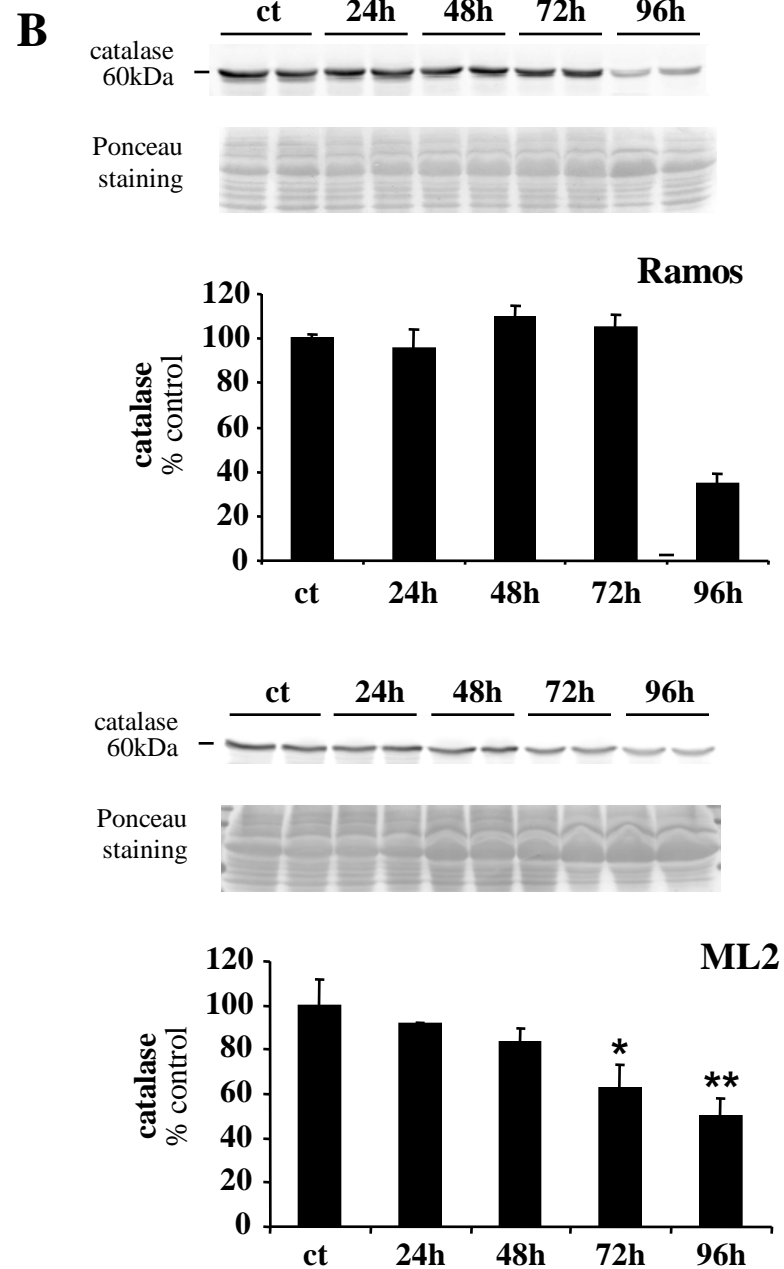 B
ct 24h 48h 72h 96h
catalase
60kDa
Ponceau
staining
Ramos
120
100
80
60
40
20
0
catalase
% control
ct 24h 48h 72h 96h
ct 24h 48h 72h 96h
catalase
60kDa
Ponceau
staining
ML2
120
100
80
60
40
20
0
catalase
% control
*
**
ct 24h 48h 72h 96h